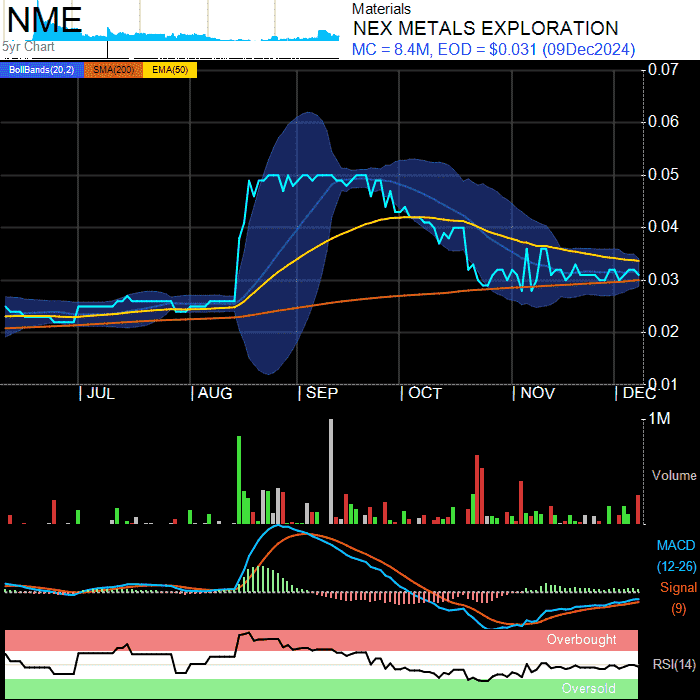 NME
5yr Chart
Materials
NEX METALS EXPLORATION
MC = 8.4M, EOD = $0.031 (09Dec2024)
BollBands(20,2) SMA(200) EMA(50)
0.07
0.06
0.05
0.04
0.03
0.02
0.01
JUL AUG SEP OCT NOV DEC
1M
Volume
MACD
(12-26)
Signal
(9)
Overbought
RSI(14)
Oversold